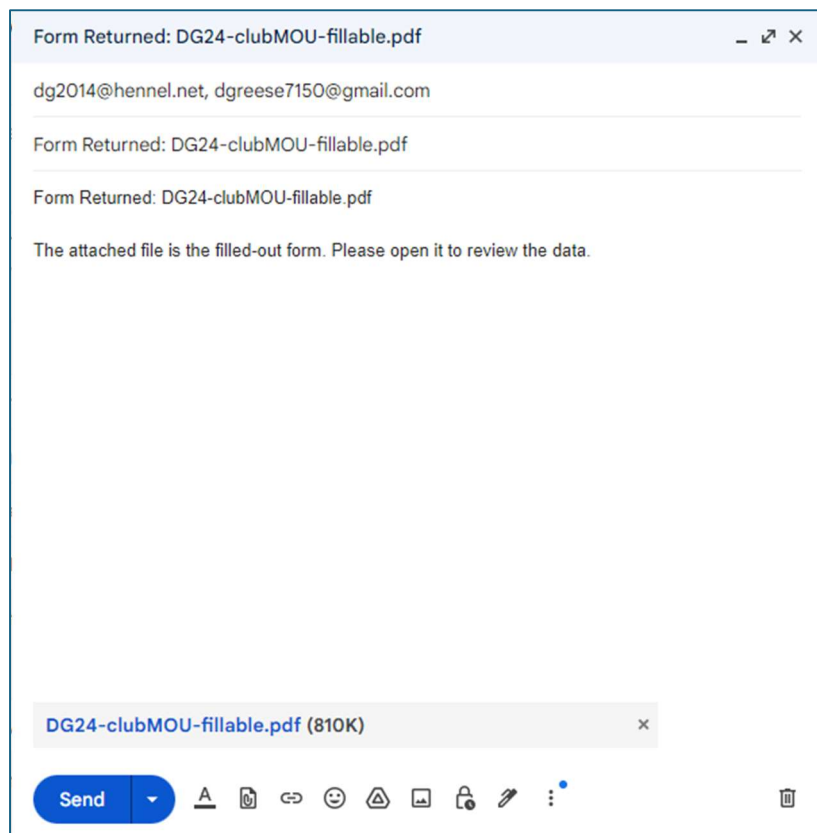 Form Returned: DG24-clubMOU-fillable.pdf
dg2014@hennel.net, dgreese7150@gmail.com
Form Returned: DG24-clubMOU-fillable.pdf
Form Returned: DG24-clubMOU-fillable.pdf
The attached file is the filled-out form. Please open it to review the data.
DG24-clubMOU-fillable.pdf (810K)
Send